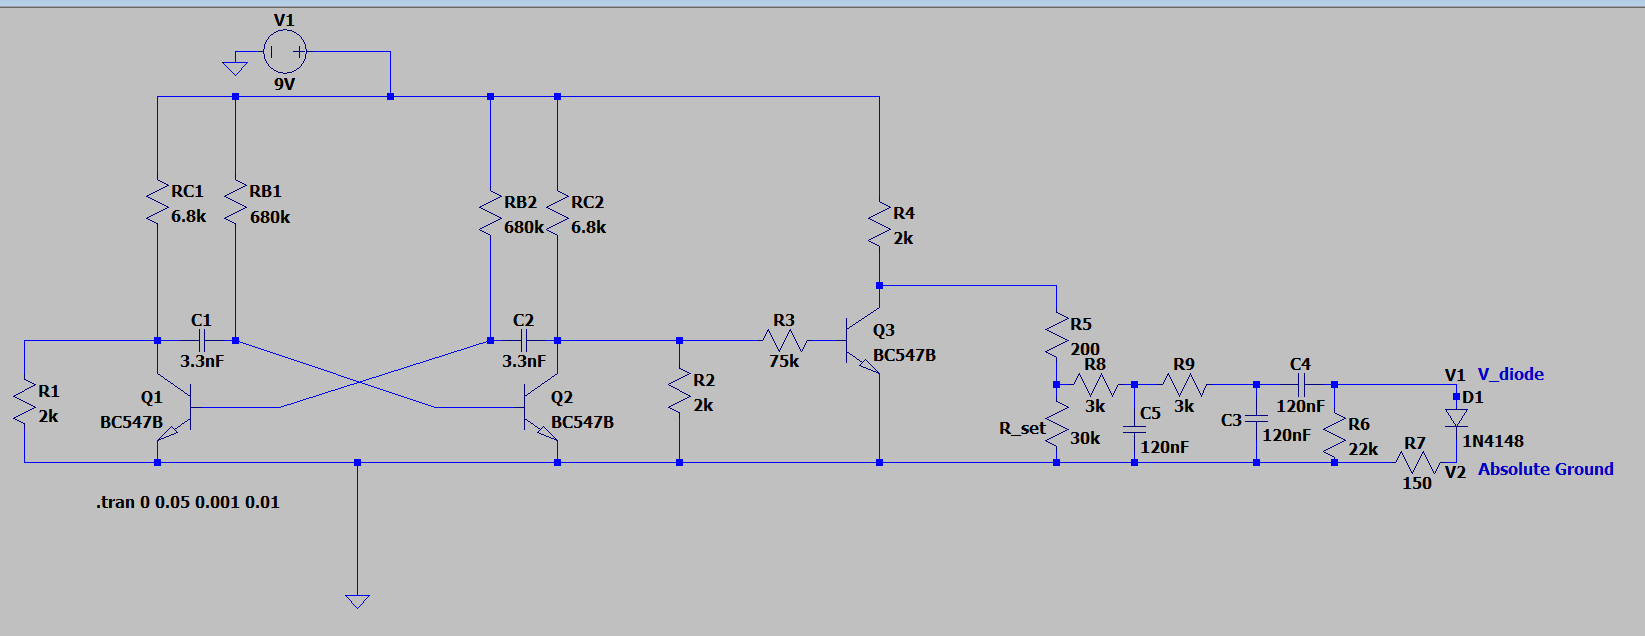 V1
9V
RC1
6.8k
RB1
680k
RB2
680k
RC2
6.8k
R4
2k
C1
3.3nF
C2
3.3nF
R3
75k
Q3
BC547B
R5
200
R1
2k
Q1
BC547B
Q2
BC547B
R2
2k
R8
3k
R9
3k
C4
120nF
V1 V_diode
D1
1N4148
C5
120nF
C3
120nF
R_set
30k
R6
22k
R7
150
V2 Absolute Ground
.tran 0 0.05 0.001 0.01